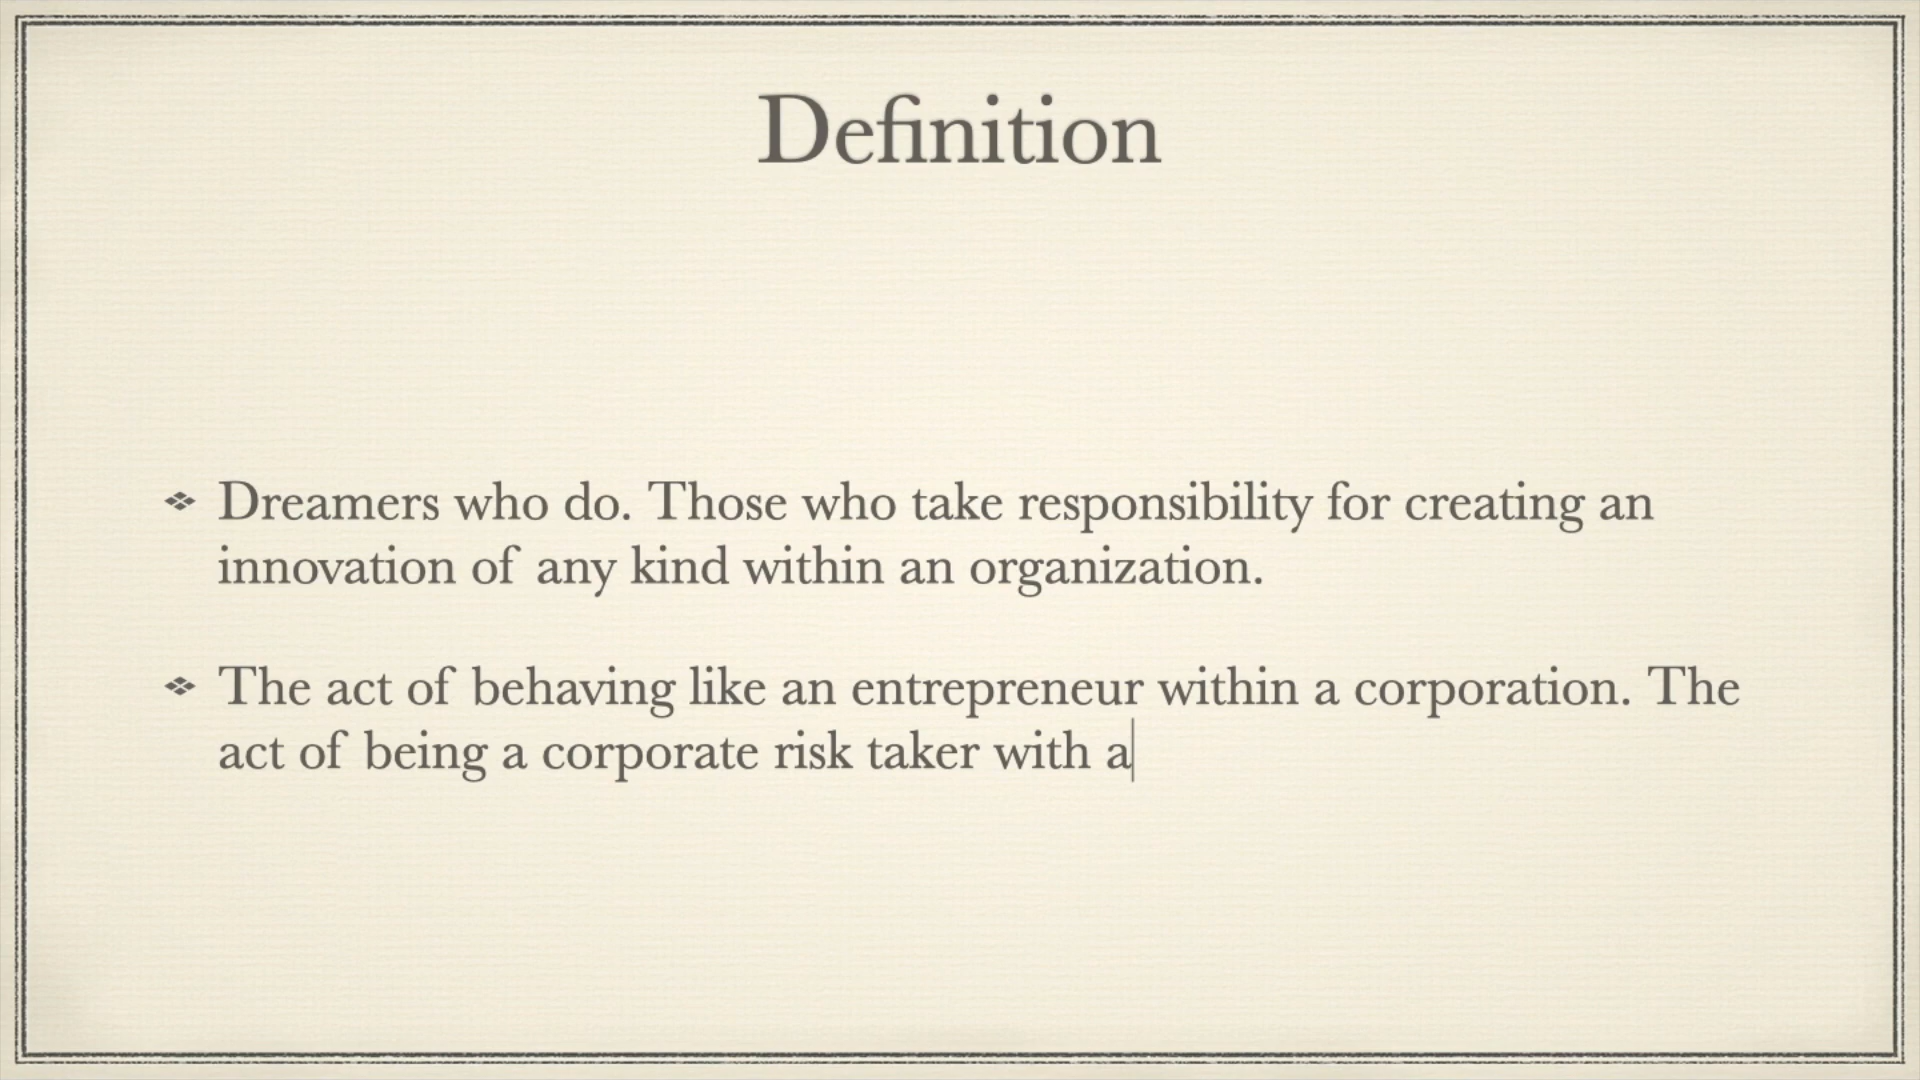 Definition
Dreamers who do. Those who take responsibility for creating an
innovation of any kind within an organization.
The act of behaving like an entrepreneur within a corporation. The
act of being a corporate risk taker with a